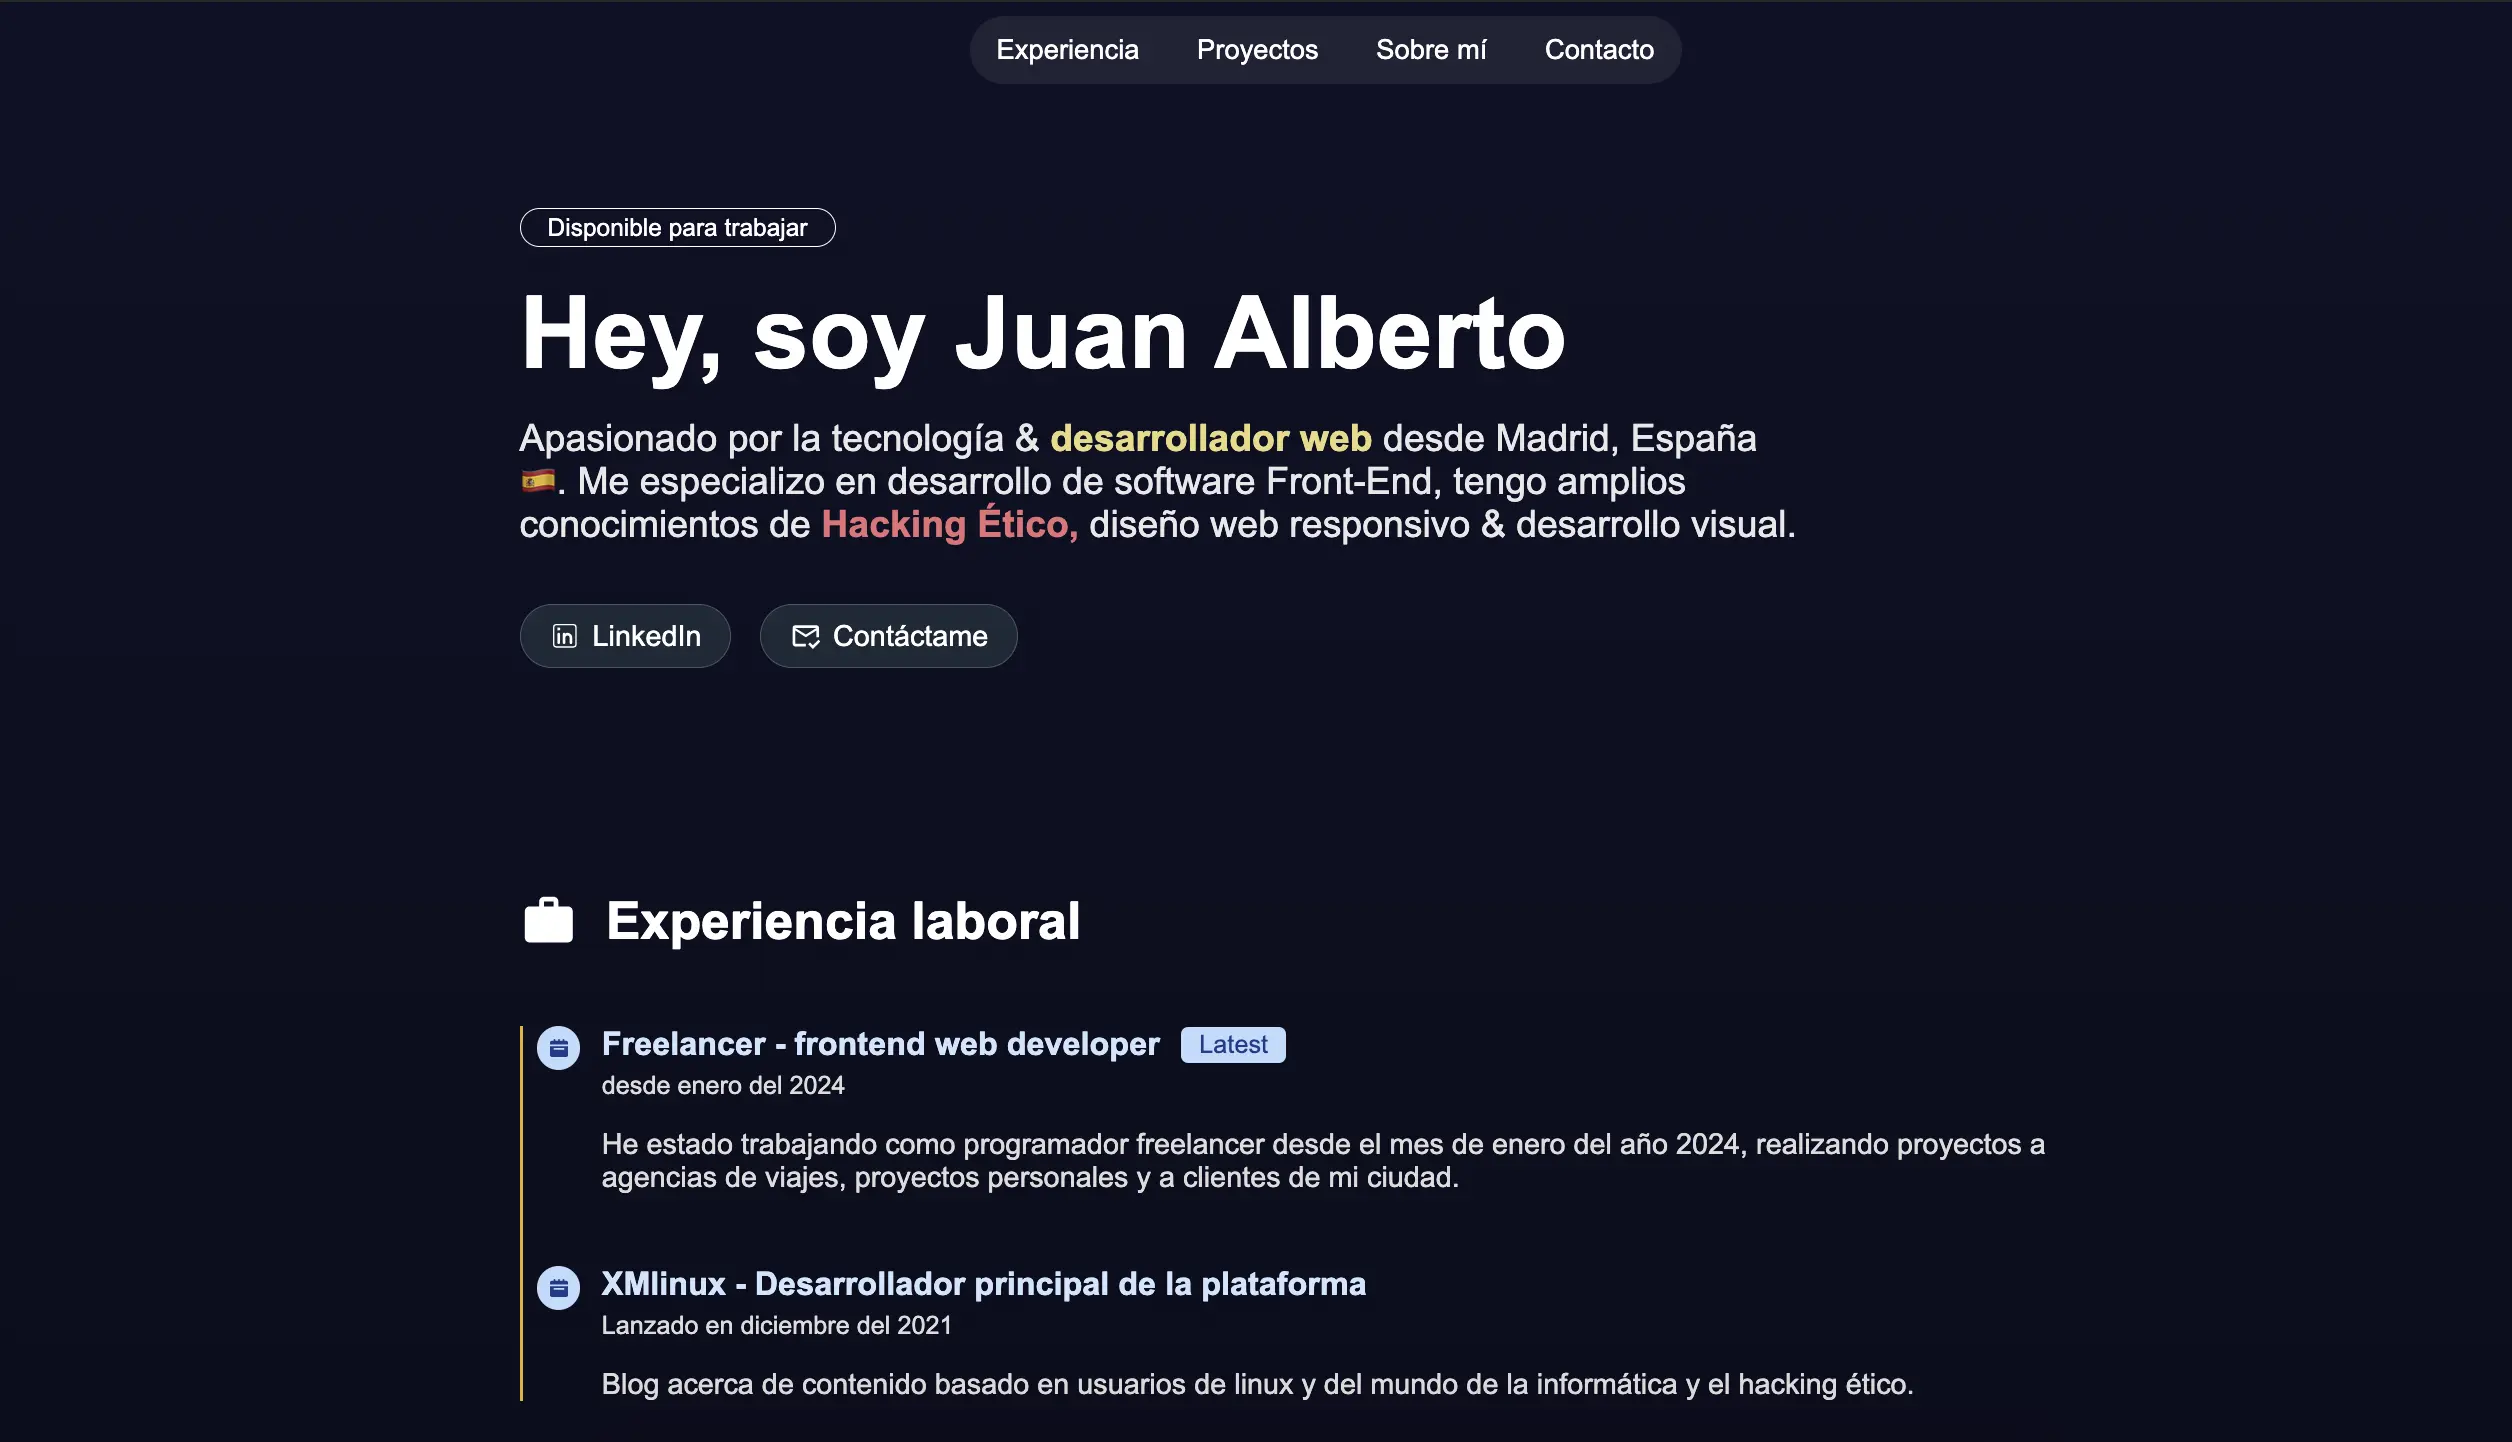 Experiencia Proyectos Sobre mí Contacto
Disponible para trabajar
Hey, soy Juan Alberto
Apasionado por la tecnología & desarrollador web desde Madrid, España
🇪🇸. Me especializo en desarrollo de software Front-End, tengo amplios
conocimientos de Hacking Ético, diseño web responsivo & desarrollo visual.
LinkedIn Contáctame
Experiencia laboral
Freelancer - frontend web developer Latest
desde enero del 2024
He estado trabajando como programador freelancer desde el mes de enero del año 2024, realizando proyectos a
agencias de viajes, proyectos personales y a clientes de mi ciudad.
XMlinux - Desarrollador principal de la plataforma
Lanzado en diciembre del 2021
Blog acerca de contenido basado en usuarios de linux y del mundo de la informática y el hacking ético.